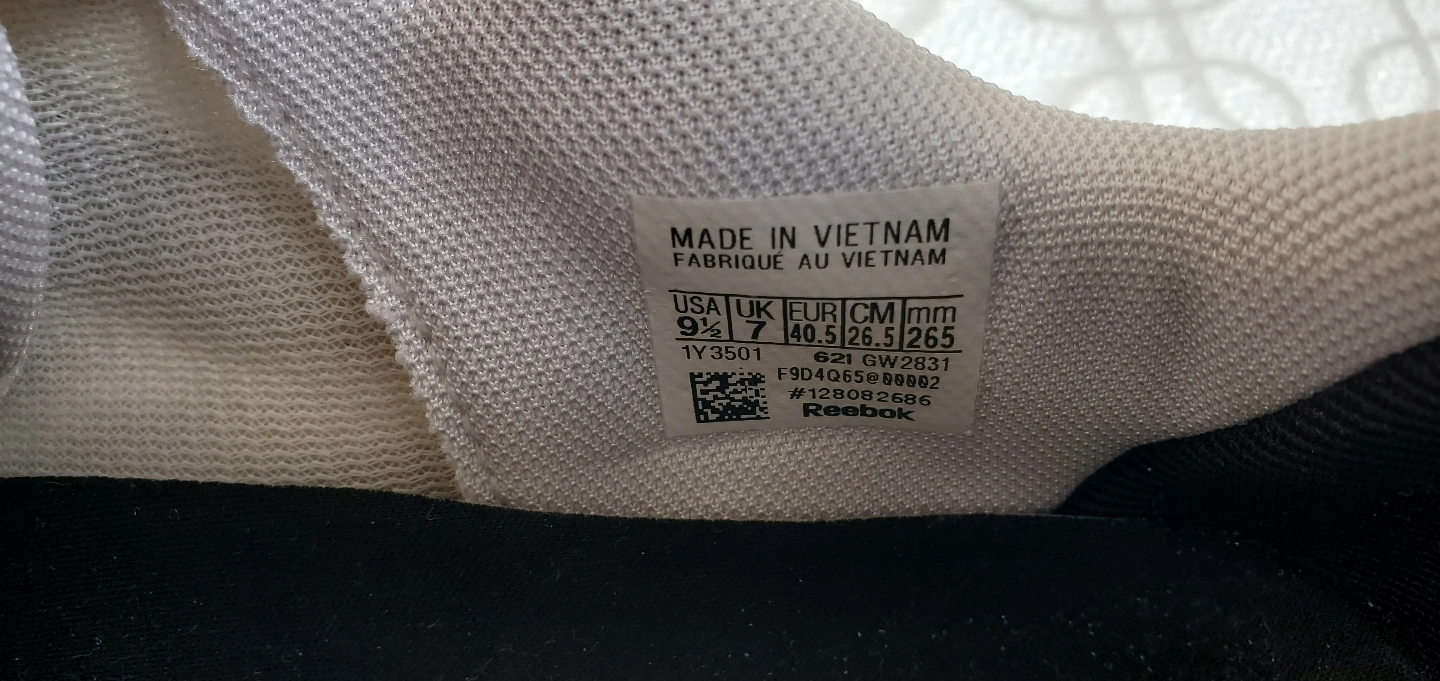 MADE IN VIETNAM
FABRIQUÉ AU VIETNAM
USA UK EUR CM mm
9½ 7 40.5 26.5 265
1Y3501 621 GW2831
F9D4Q65@00002
#128082686
Reebok